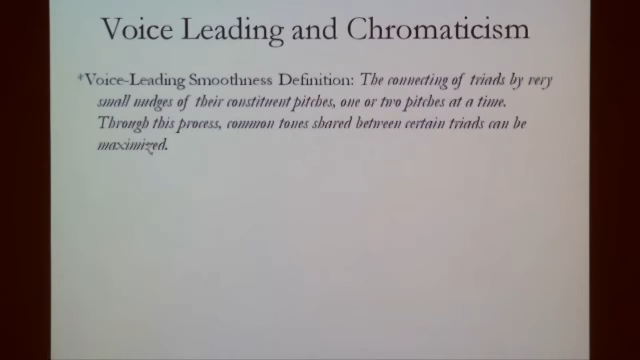 Voice Leading and Chromaticism
*Voice-Leading Smoothness Definition: The connecting of triads by very
small nudges of their constituent pitches, one or two pitches at a time.
Through this process, common tones shared between certain triads can be
maximized.